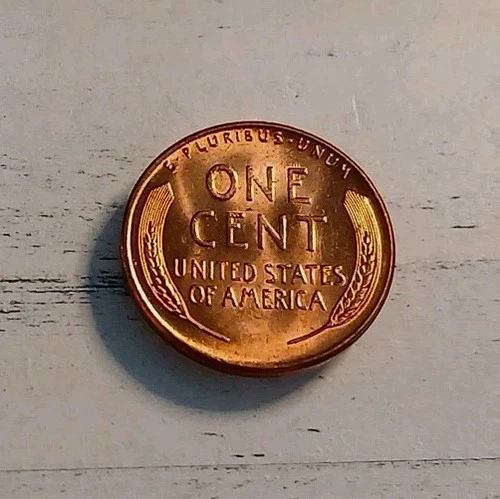 E·PLURIBUS·UNUM
ONE
CENT
UNITED STATES
OF AMERICA